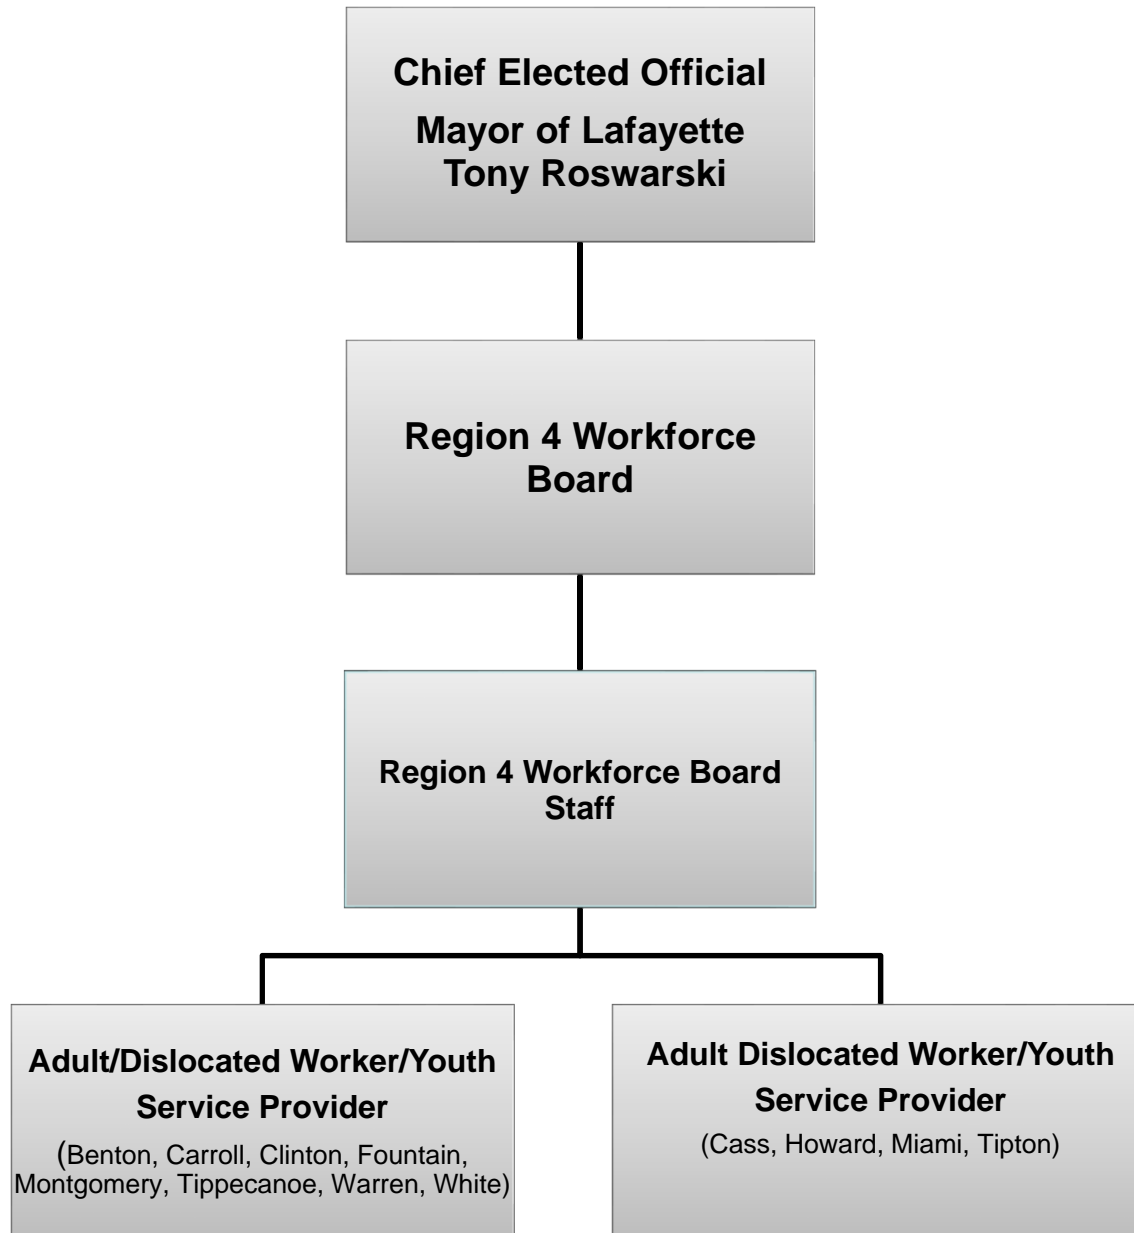 Chief Elected Official
Mayor of Lafayette
Tony Roswarski
Region 4 Workforce
Board
Region 4 Workforce Board
Staff
Adult/Dislocated Worker/Youth
Service Provider
(Benton, Carroll, Clinton, Fountain,
Montgomery, Tippecanoe, Warren, White)
Adult Dislocated Worker/Youth
Service Provider
(Cass, Howard, Miami, Tipton)